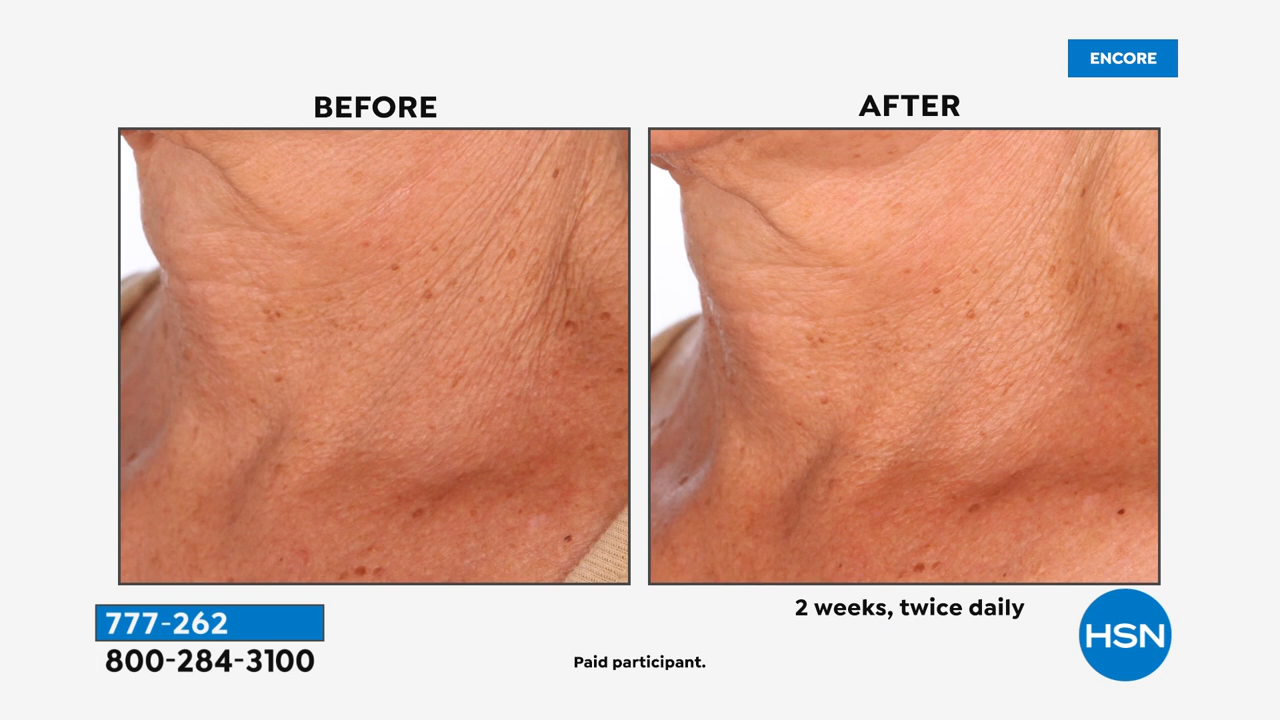 ENCORE
BEFORE
AFTER
2 weeks, twice daily
777-262
800-284-3100
Paid participant.
HSN